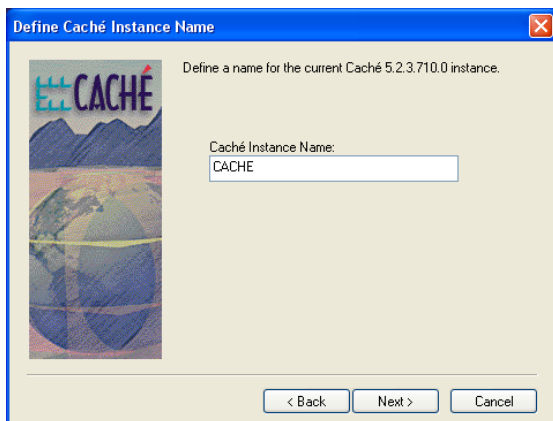 Define Caché Instance Name
CACHÉ
Define a name for the current Caché 5.2.3.710.0 instance.
Caché Instance Name:
CACHE
< Back
Next >
Cancel